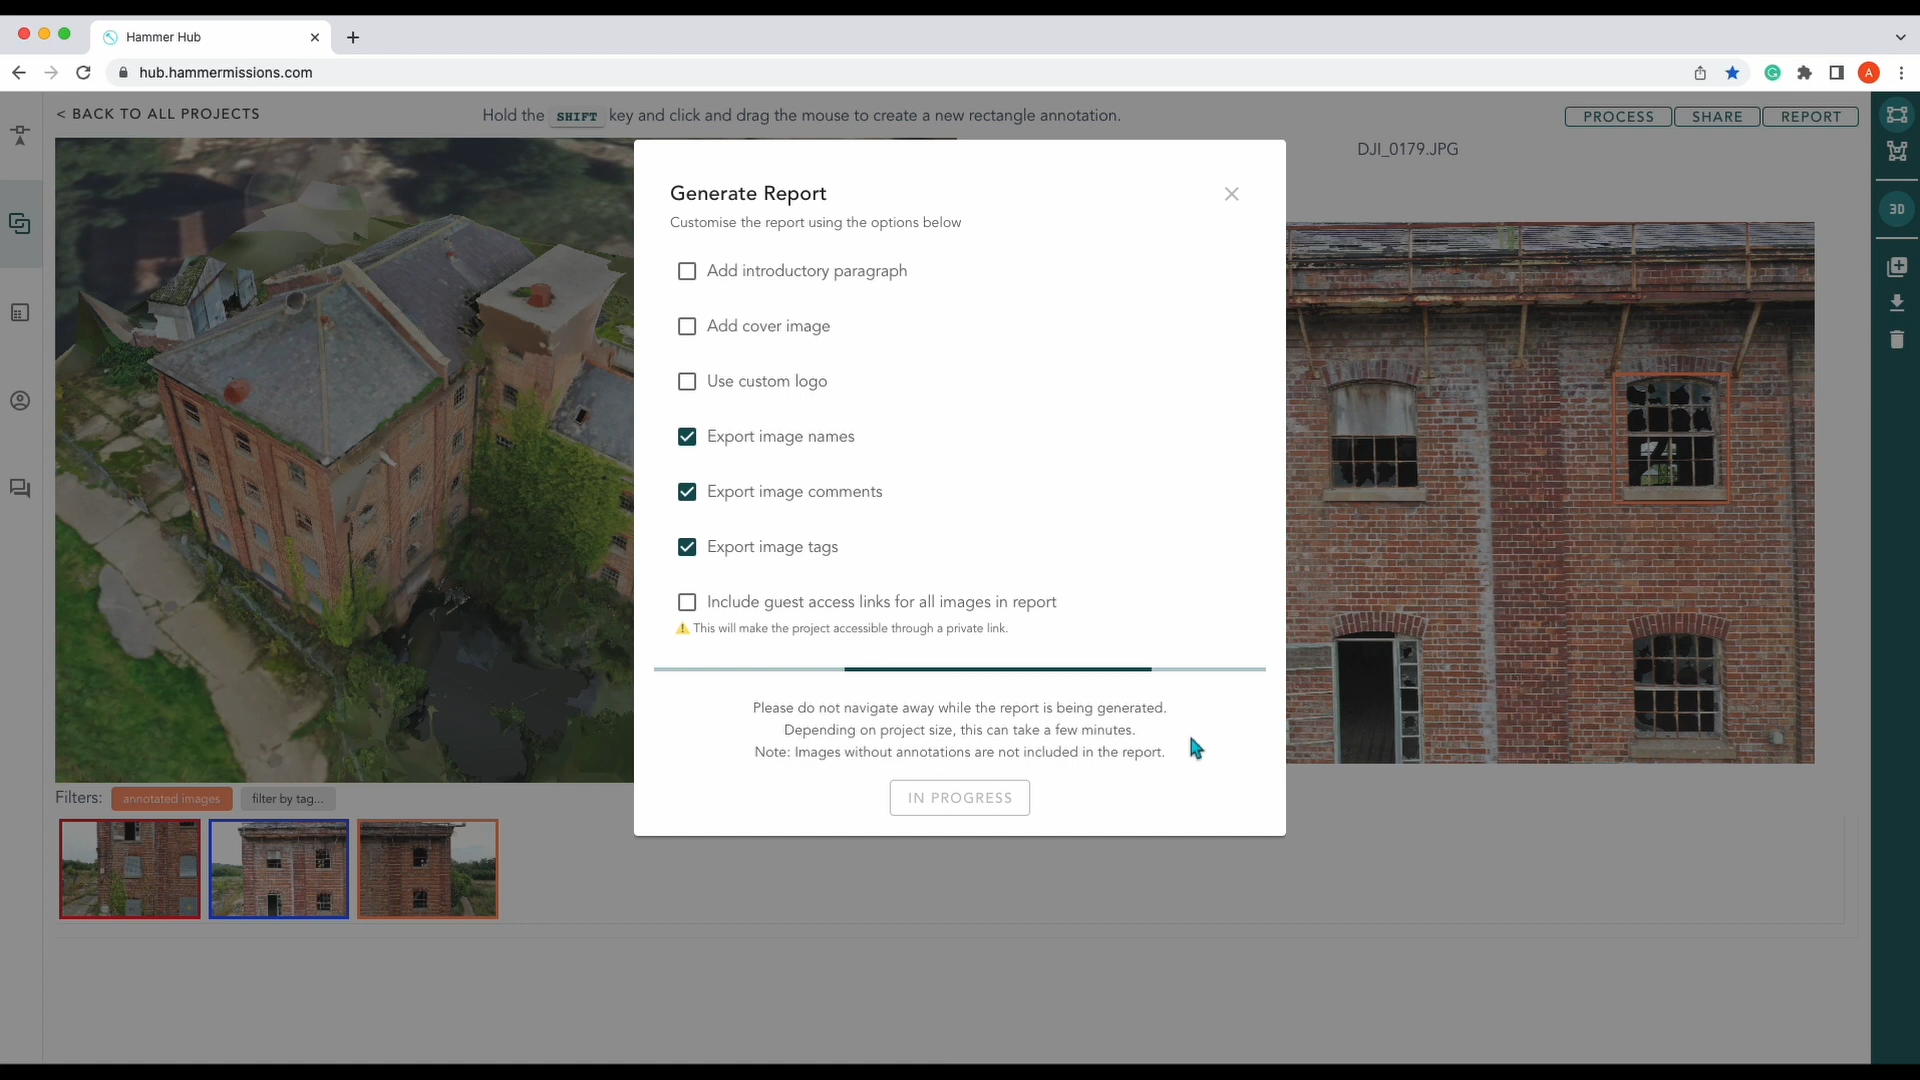 Hammer Hub
hub.hammermissions.com
A
< BACK TO ALL PROJECTS
Hold the SHIFT key and click and drag the mouse to create a new rectangle annotation.
PROCESS
SHARE
REPORT
DJI_0179.JPG
3D
Generate Report
Customise the report using the options below
Add introductory paragraph
Add cover image
Use custom logo
Export image names
Export image comments
Export image tags
Include guest access links for all images in report
⚠️ This will make the project accessible through a private link.
Please do not navigate away while the report is being generated.
Depending on project size, this can take a few minutes.
Note: Images without annotations are not included in the report.
IN PROGRESS
Filters:
annotated images
filter by tag...